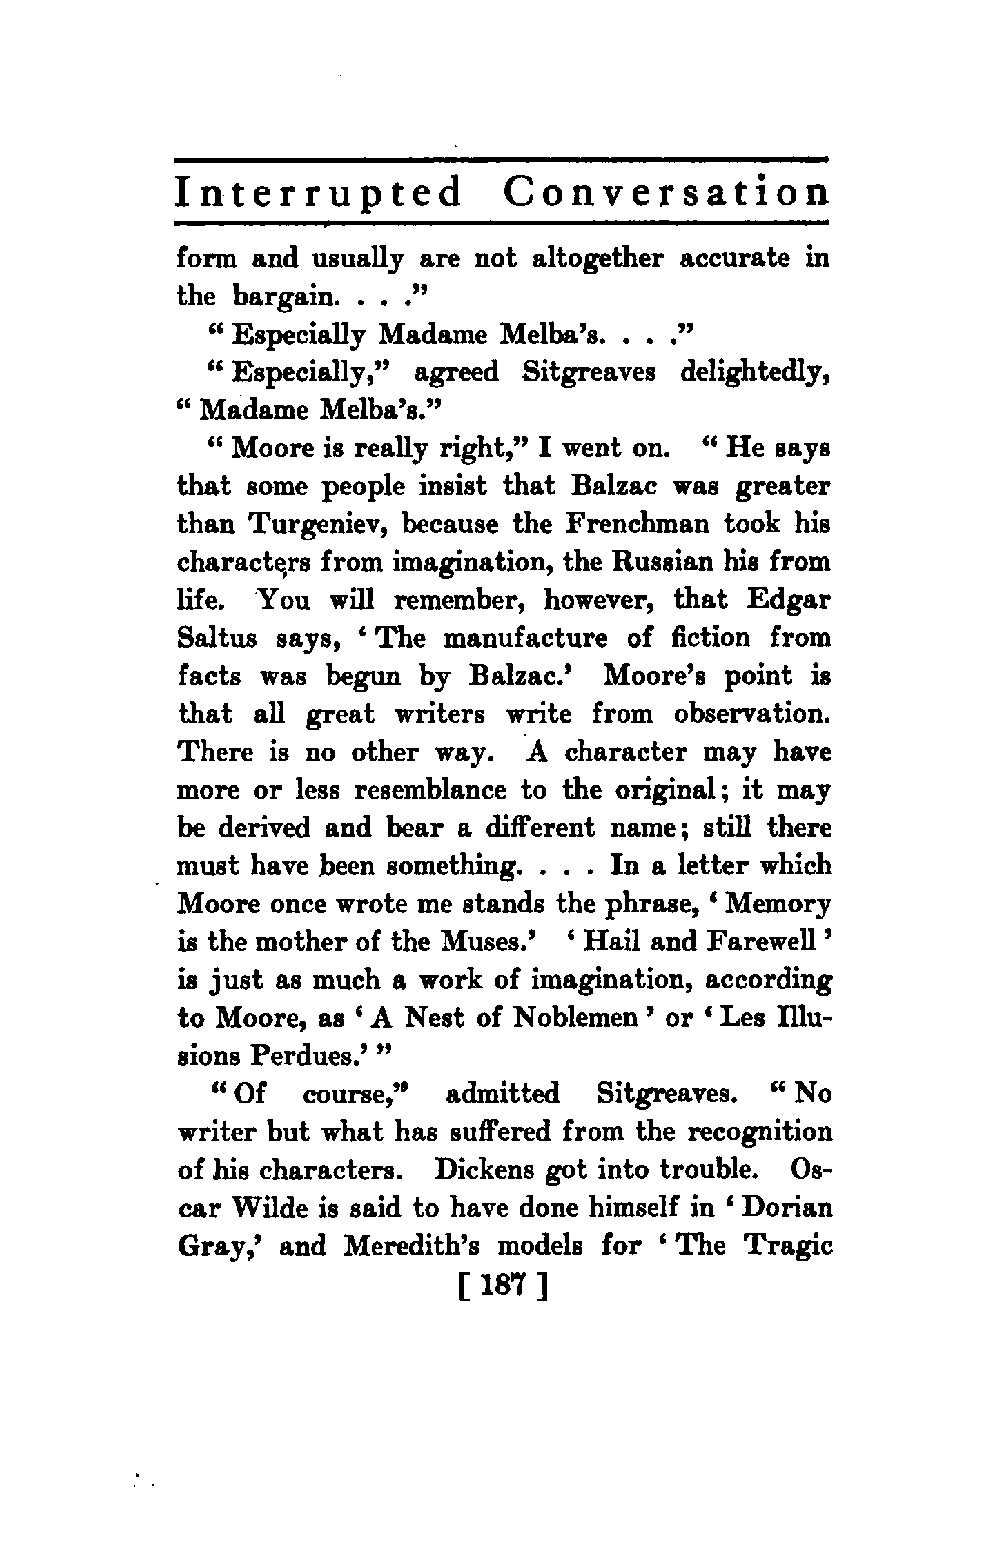 Interrupted Conversation
form and usually are not altogether accurate in
the bargain. . . ."
" Especially Madame Melba's. . . ."
" Especially," agreed Sitgreaves delightedly,
" Madame Melba's."
" Moore is really right," I went on. " He says
that some people insist that Balzac was greater
than Turgeniev, because the Frenchman took his
characters from imagination, the Russian his from
life. You will remember, however, that Edgar
Saltus says, ' The manufacture of fiction from
facts was begun by Balzac.' Moore's point is
that all great writers write from observation.
There is no other way. A character may have
more or less resemblance to the original; it may
be derived and bear a different name; still there
must have been something. . . . In a letter which
Moore once wrote me stands the phrase, ' Memory
is the mother of the Muses.' ' Hail and Farewell '
is just as much a work of imagination, according
to Moore, as ' A Nest of Noblemen ' or ' Les Illu-
sions Perdues.' "
" Of course," admitted Sitgreaves. " No
writer but what has suffered from the recognition
of his characters. Dickens got into trouble. Os-
car Wilde is said to have done himself in ' Dorian
Gray,' and Meredith's models for ' The Tragic
[ 187 ]